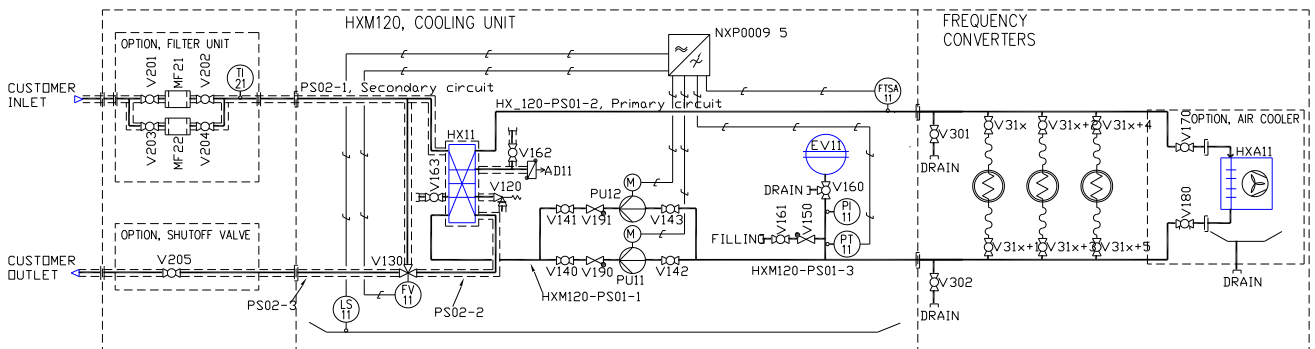 HXM120, COOLING UNIT
FREQUENCY
CONVERTERS
OPTION, FILTER UNIT
NXP0009 5
V201
MF21
V202
TI
21
CUSTOMER
INLET
PS02-1, Secondary circuit
HX_120-PS01-2, Primary circuit
FTSA
11
V203
MF22
V204
HX11
V162
V163
AD11
V120
EV11
V301
DRAIN
V31x
V31x+2
V31x+4
V170
OPTION, AIR COOLER
HXA11
M
PU12
DRAIN
V160
V141
V191
V143
V161
V150
PI
11
V180
OPTION, SHUTOFF VALVE
M
FILLING
PT
11
V31x+1
V31x+3
V31x+5
CUSTOMER
OUTLET
V205
V130
V140
V190
PU11
V142
HXM120-PS01-3
DRAIN
FV
11
LS
11
PS02-3
PS02-2
HXM120-PS01-1
V302
DRAIN